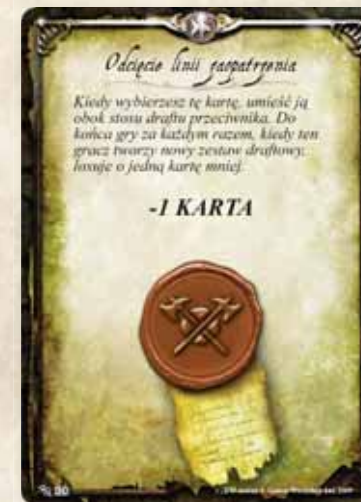 Odcięcie linii zaopatrzenia
Kiedy wybierzesz tę kartę, umieść ją
obok stosu draftu przeciwnika. Do
końca gry za każdym razem, kiedy ten
gracz tworzy nowy zestaw draftowy,
losuje o jedną kartę mniej.
-1 KARTA
30